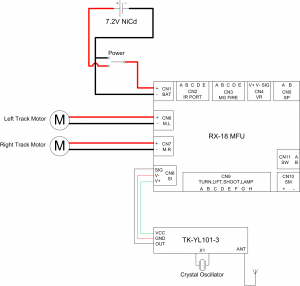 7.2V NiCd
Power
+ CN1
- BAT
A B C D E
CN2
IR PORT
A B C D E
CN3
MG FIRE
V+ V- SIG
CN4
VR
A B
CN5
SP
Left Track Motor
M
+ CN6
- M.L
RX-18 MFU
Right Track Motor
M
+ CN7
- M.R
CN11 A
SW B
SIG
V- CN8
V+ SI
CN9
TURN,LIFT,SHOOT,LAMP
A B C D E F G H
CN10
SM
+ -
VCC
GND
OUT
TK-YL101-3
X1
ANT
Crystal Oscillator